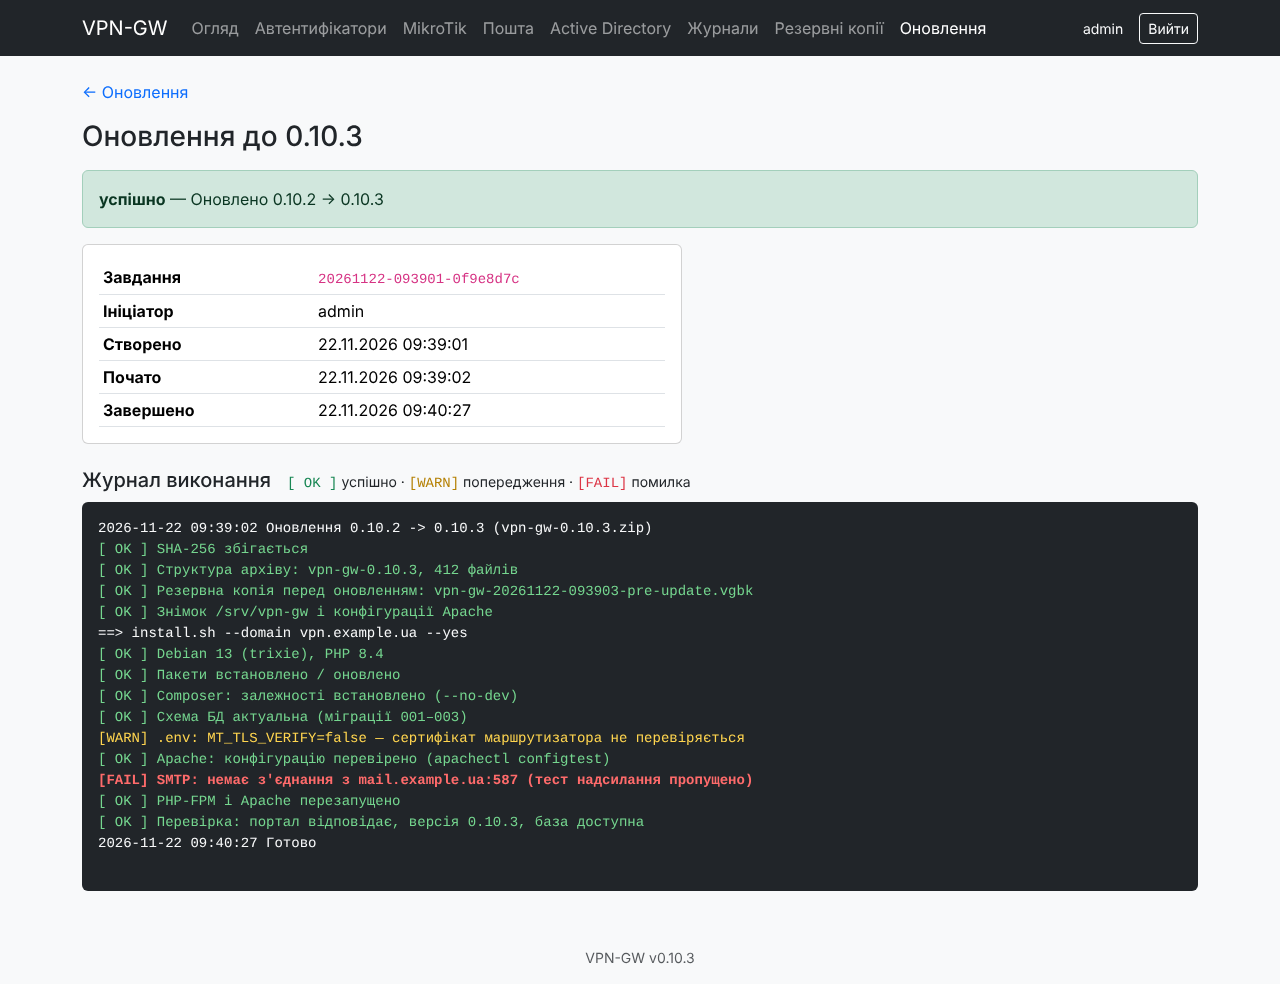 VPN-GW Огляд Автентифікатори MikroTik Пошта Active Directory Журнали Резервні копії Оновлення admin Вийти
← Оновлення
Оновлення до 0.10.3
успішно — Оновлено 0.10.2 → 0.10.3
Завдання 20261122-093901-0f9e8d7c
Ініціатор admin
Створено 22.11.2026 09:39:01
Почато 22.11.2026 09:39:02
Завершено 22.11.2026 09:40:27
Журнал виконання [ OK ] успішно · [WARN] попередження · [FAIL] помилка
2026-11-22 09:39:02 Оновлення 0.10.2 -> 0.10.3 (vpn-gw-0.10.3.zip)
[ OK ] SHA-256 збігається
[ OK ] Структура архіву: vpn-gw-0.10.3, 412 файлів
[ OK ] Резервна копія перед оновленням: vpn-gw-20261122-093903-pre-update.vgbk
[ OK ] Знімок /srv/vpn-gw і конфігурації Apache
==> install.sh --domain vpn.example.ua --yes
[ OK ] Debian 13 (trixie), PHP 8.4
[ OK ] Пакети встановлено / оновлено
[ OK ] Composer: залежності встановлено (--no-dev)
[ OK ] Схема БД актуальна (міграції 001–003)
[WARN] .env: MT_TLS_VERIFY=false — сертифікат маршрутизатора не перевіряється
[ OK ] Apache: конфігурацію перевірено (apachectl configtest)
[FAIL] SMTP: немає з'єднання з mail.example.ua:587 (тест надсилання пропущено)
[ OK ] PHP-FPM і Apache перезапущено
[ OK ] Перевірка: портал відповідає, версія 0.10.3, база доступна
2026-11-22 09:40:27 Готово
VPN-GW v0.10.3